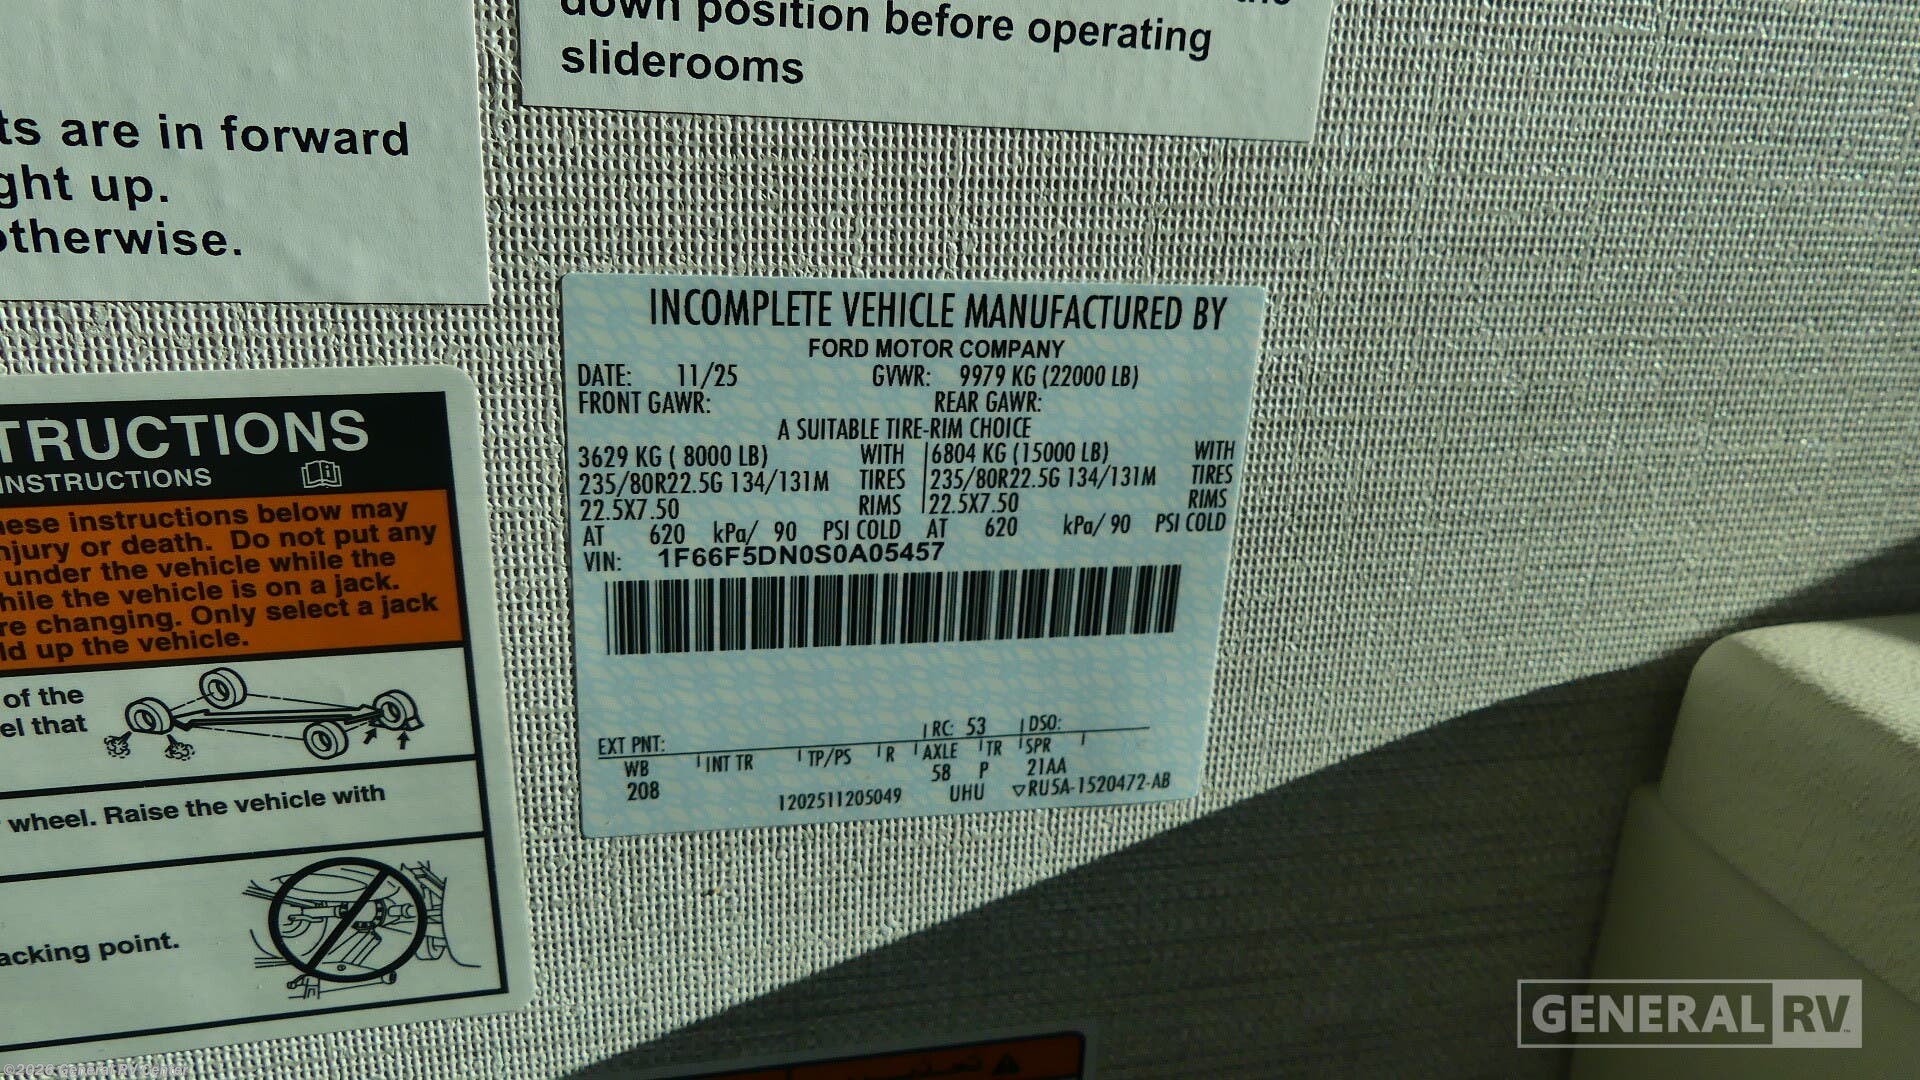 down position before operating
sliderooms
ts are in forward
ght up.
otherwise.
TRUCTIONS
INSTRUCTIONS
hese instructions below may
njury or death. Do not put any
under the vehicle while the
hile the vehicle is on a jack.
re changing. Only select a jack
ld up the vehicle.
of the
el that
wheel. Raise the vehicle with
acking point.
INCOMPLETE VEHICLE MANUFACTURED BY
FORD MOTOR COMPANY
DATE: 11/25 GVWR: 9979 KG (22000 LB)
FRONT GAWR: REAR GAWR:
A SUITABLE TIRE-RIM CHOICE
3629 KG ( 8000 LB) WITH 6804 KG (15000 LB) WITH
235/80R22.5G 134/131M TIRES 235/80R22.5G 134/131M TIRES
22.5X7.50 RIMS 22.5X7.50 RIMS
AT 620 kPa/ 90 PSI COLD AT 620 kPa/ 90 PSI COLD
VIN: 1F66F5DN0S0A05457
EXT PNT: RC: 53 DSO:
WB INT TR TP/PS R AXLE TR SPR
208 58 P 21AA
1202511205049 UHU ▽RU5A-1520472-AB
GENERAL RV
©2026 General RV Center